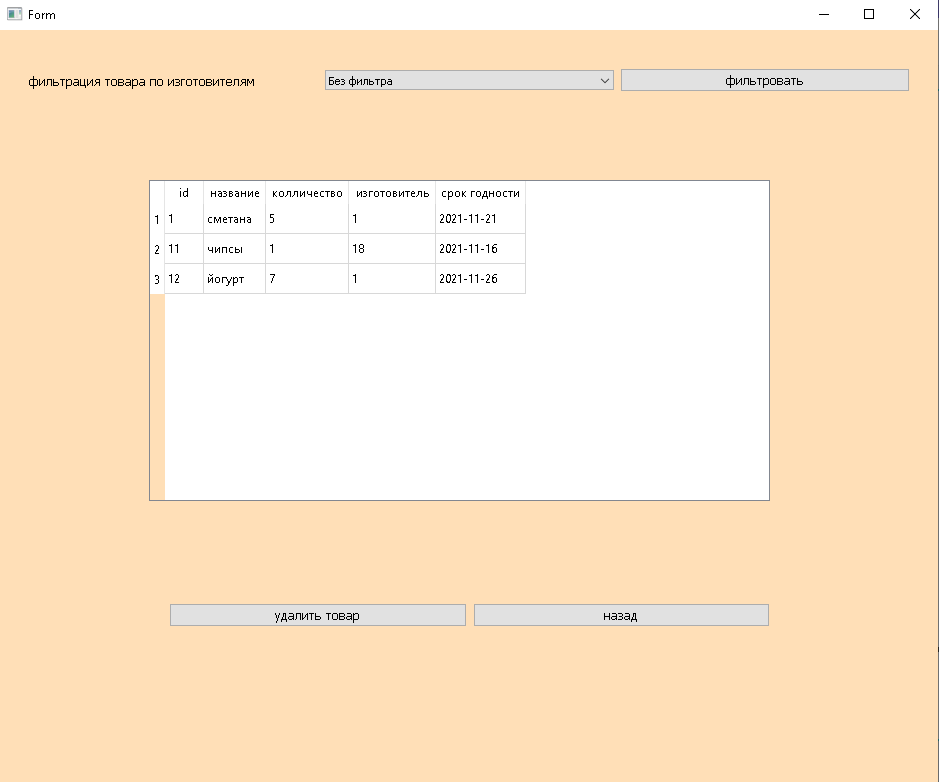 Form
фильтрация товара по изготовителям Без фильтра фильтровать
id название колличество изготовитель срок годности
1 1 сметана 5 1 2021-11-21
2 11 чипсы 1 18 2021-11-16
3 12 йогурт 7 1 2021-11-26
удалить товар назад